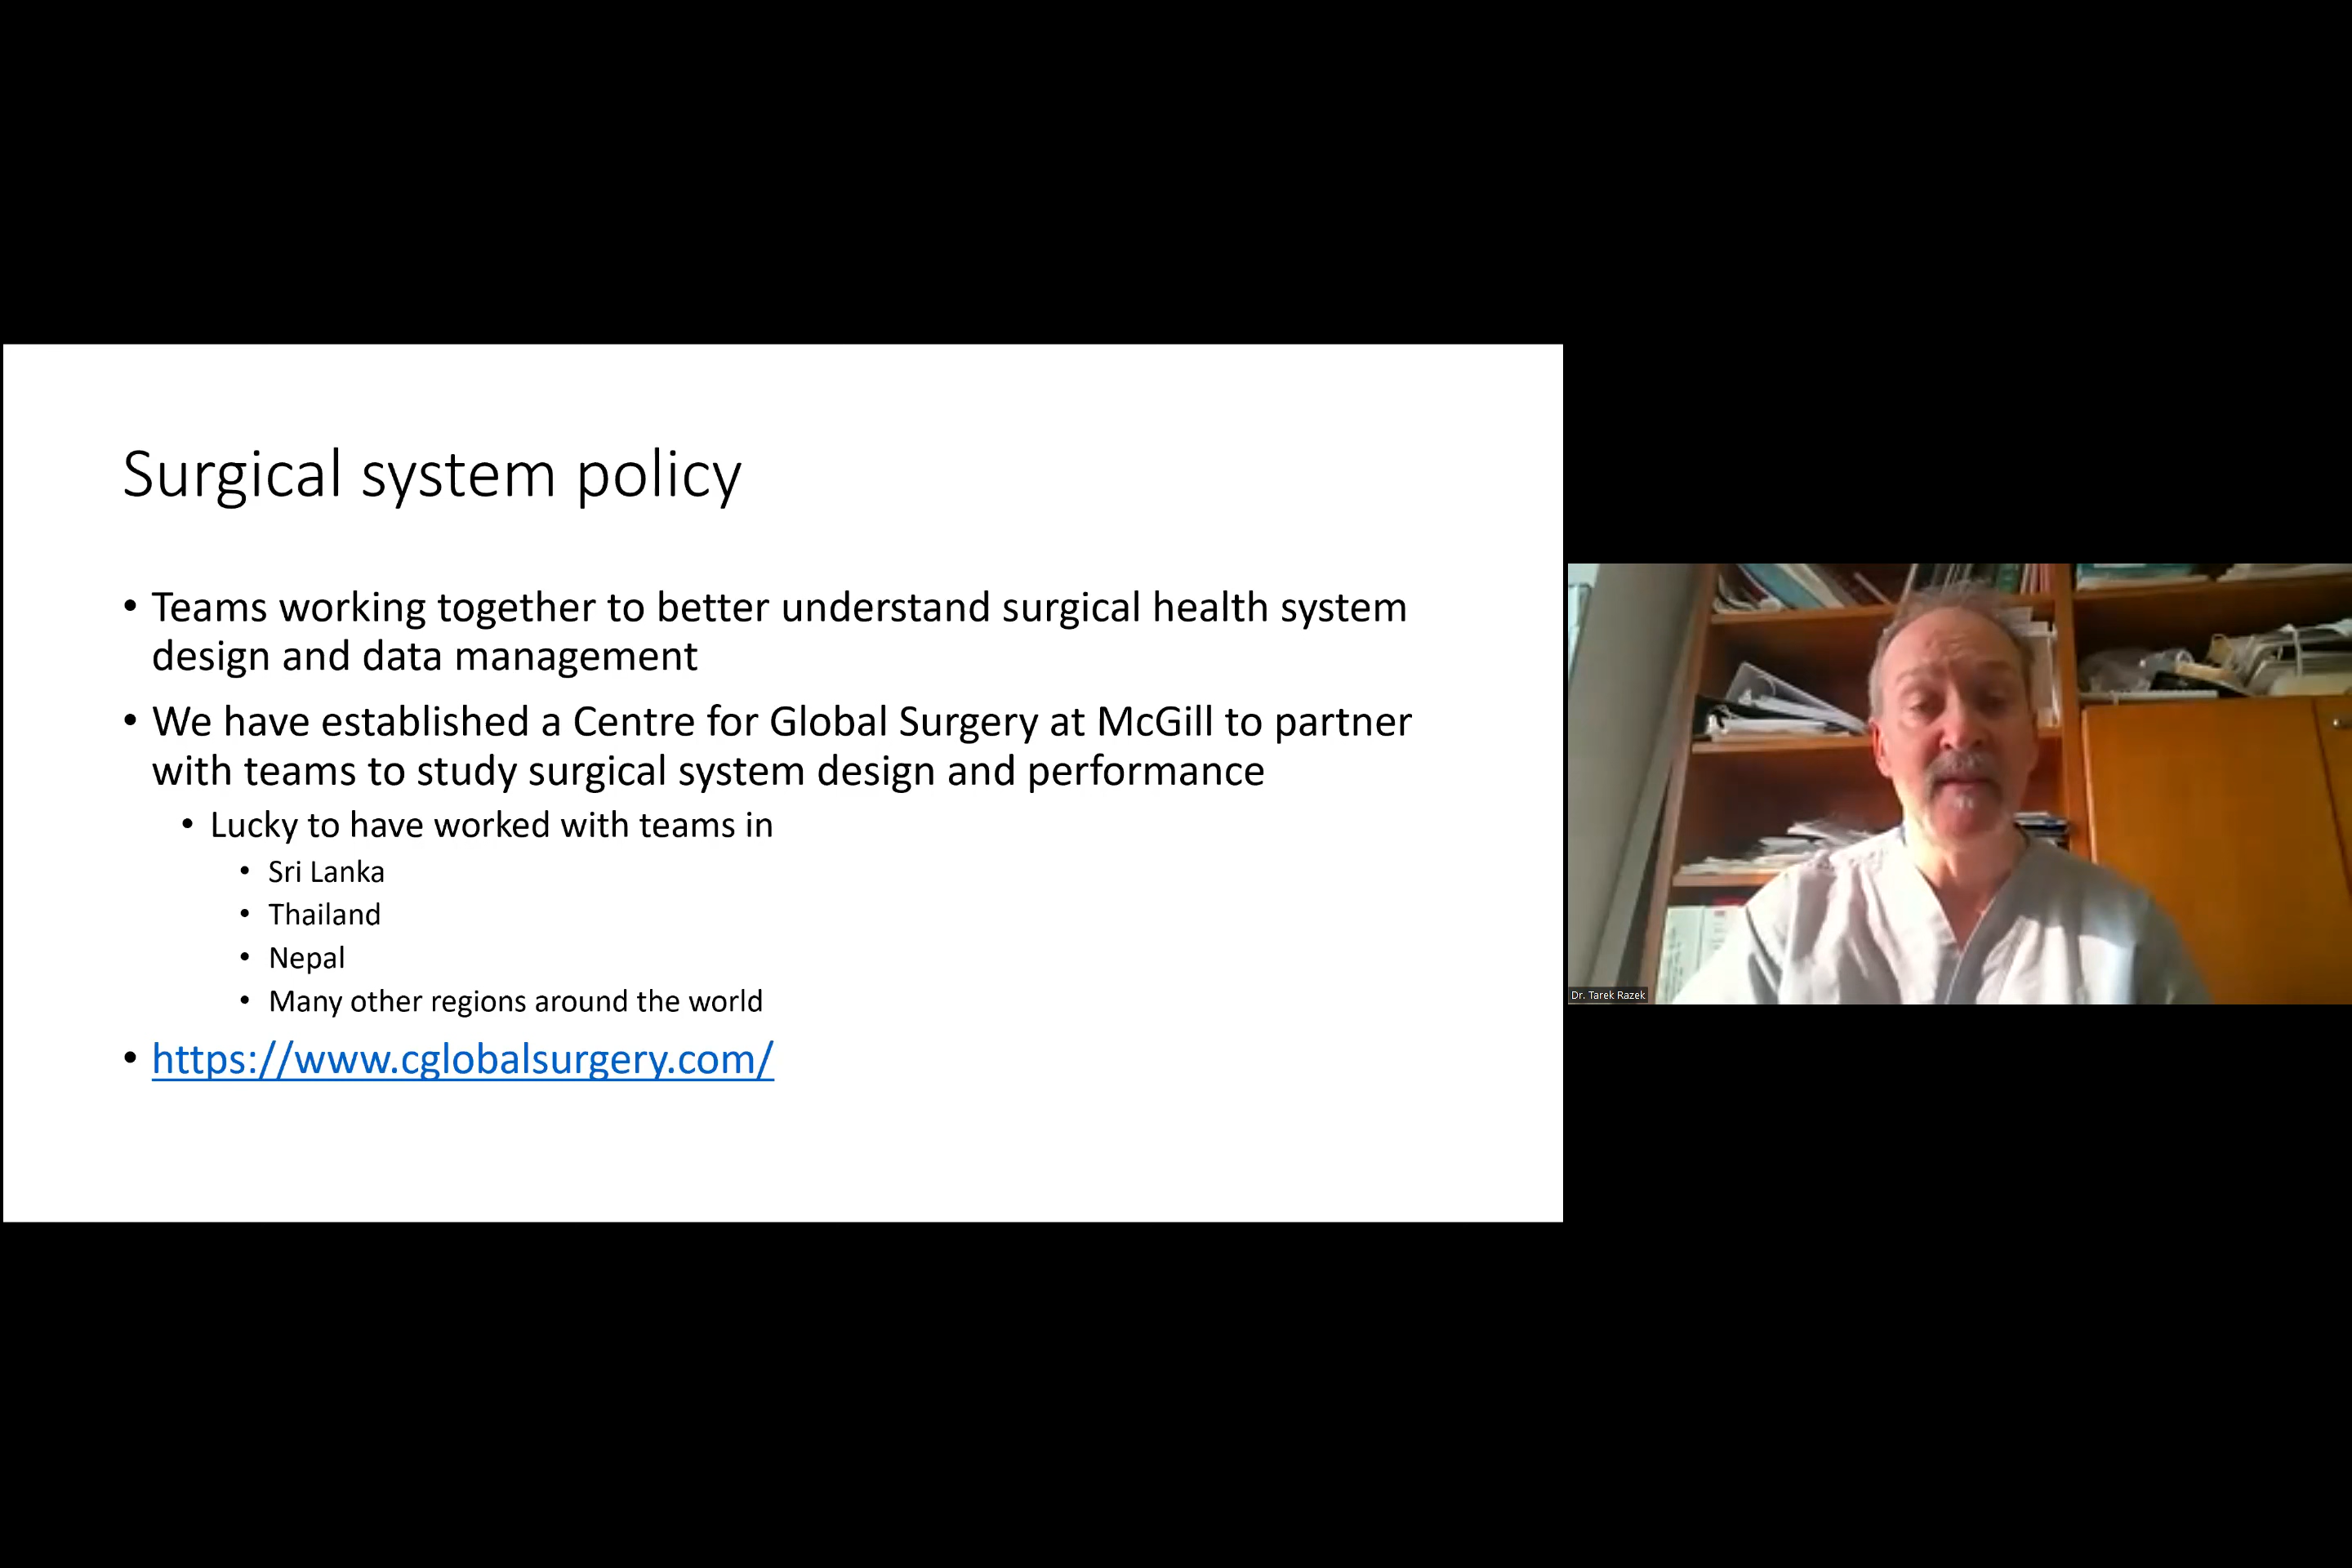 Surgical system policy
• Teams working together to better understand surgical health system
design and data management
• We have established a Centre for Global Surgery at McGill to partner
with teams to study surgical system design and performance
• Lucky to have worked with teams in
• Sri Lanka
• Thailand
• Nepal
• Many other regions around the world
• https://www.cglobalsurgery.com/
Dr. Tarek Razek